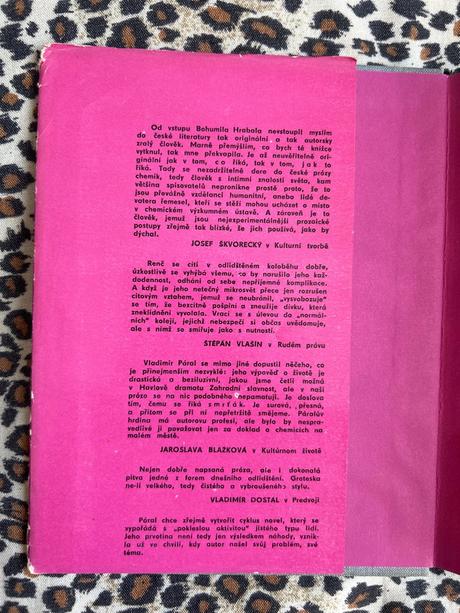 Od vstupu Bohumila Hrabala nevstoupil myslím
do české literatury tak originální a tak autorsky
zralý člověk. Marně přemýšlím, co bych té knížce
vytknul, tak mne překvapila. Je až neuvěřitelně ori-
ginální jak v tom, co říká, tak v tom, jak to
říká. Tady se nezadržitelně dere do české prózy
chemik, tedy člověk s intimní znalostí světa, kam
většina spisovatelů nepronikne prostě proto, že to
jsou převážně vzdělanci humanitní, anebo lidé de-
vatera řemesel, kteří se stěží mohou ucházet o místo
v chemickém výzkumném ústavě. A zároveň je to
člověk, jemuž jsou nejexperimentálnější prozaické
postupy zřejmě tak blízké, že jich používá, jako by
dýchal.
JOSEF ŠKVORECKÝ v Kulturní tvorbě
Renč se cítí v odlidštěném koloběhu dobře,
úzkostlivě se vyhýbá všemu, co by narušilo jeho kaž-
dodennost, odhání od sebe nepříjemné komplikace.
A když je jeho netečný mikrosvět přece jen rozrušen
citovým vztahem, jemuž se neubránil, „vysvobozuje"
se tím, že bezcitně pošpiní a zneužije dívku, která
zneklidnění vyvolala. Vrací se s úlevou do „normál-
ních" kolejí, jejichž nebezpečí si občas uvědomuje,
ale s nimž se smiřuje jako s nutností.
ŠTĚPÁN VLAŠÍN v Rudém právu
Vladimír Páral se mimo jiné dopustil něčeho, co
je přinejmenším nezvyklé: jeho výpověď o životě je
drastická a beziluzivní, jakou jsme četli možná
v Havlově dramatu Zahradní slavnost, ale v naší
próze se na nic podobného nepamatuji. Je doslova
tím, čemu se říká smrťák. Je surová, přesná,
a přitom se při ní nepřetržitě smějeme. Páralův
hrdina má autorovu profesi, ale bylo by nespra-
vedlivé ji považovat jen za doklad o chemicích na
malém městě.
JAROSLAVA BLAŽKOVÁ v Kultúrnom živote
Nejen dobře napsaná próza, ale i dokonalá
pitva jedné z forem dnešního odlidštění. Groteska
ne-li velkého, tedy čistého a vybroušeného stylu.
VLADIMÍR DOSTÁL v Předvoji
Páral chce zřejmě vytvořit cyklus novel, který se
vypořádá s „pokleslou aktivitou" jistého typu lidí.
Jeho prvotina není tedy jen výsledkem náhody, vznik-
la už ve chvíli, kdy autor našel svůj problém, své
téma.